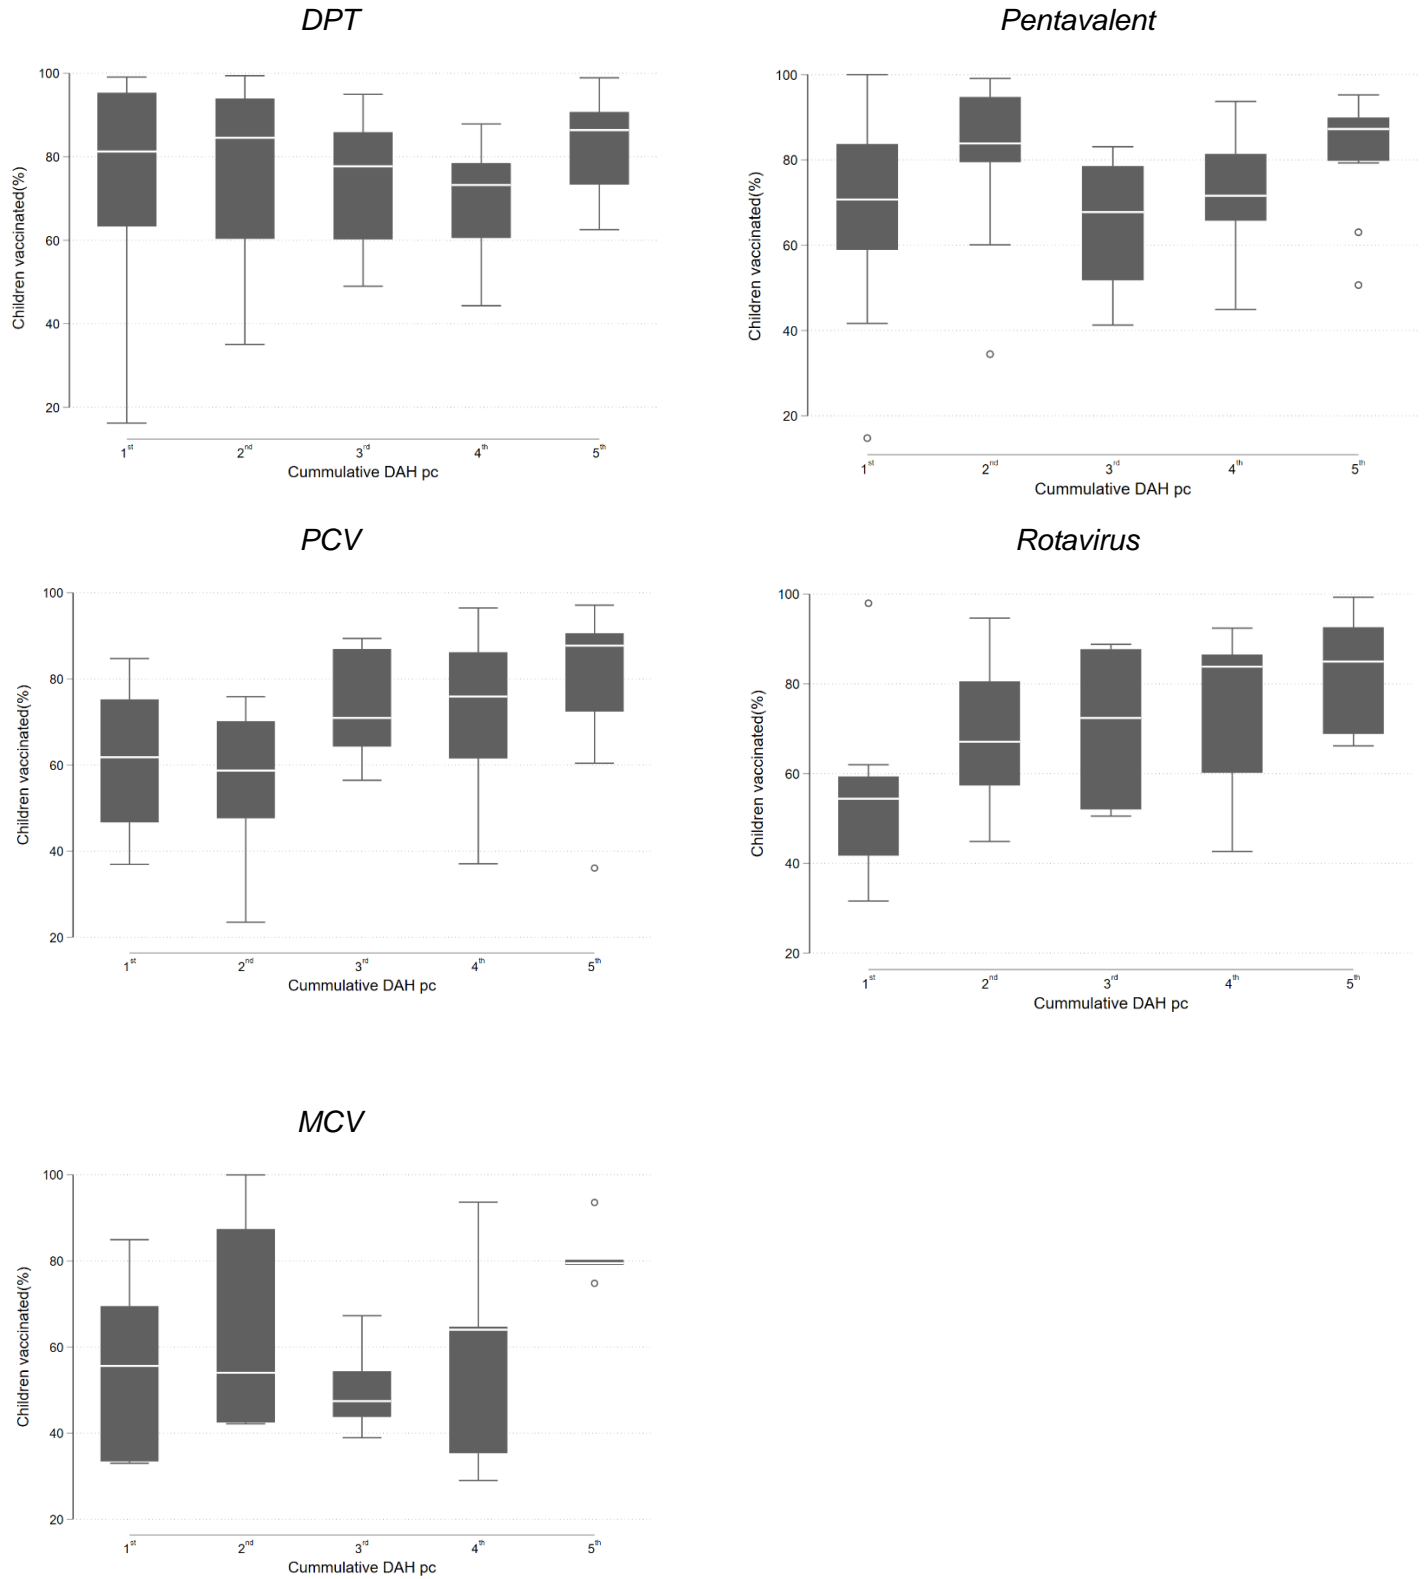 DPT
Children vaccinated(%)
100
80
60
40
20
1st
2nd
3rd
4th
5th
Cummulative DAH pc
Pentavalent
Children vaccinated(%)
100
80
60
40
20
1st
2nd
3rd
4th
5th
Cummulative DAH pc
PCV
Children vaccinated(%)
100
80
60
40
20
1st
2nd
3rd
4th
5th
Cummulative DAH pc
Rotavirus
Children vaccinated(%)
100
80
60
40
20
1st
2nd
3rd
4th
5th
Cummulative DAH pc
MCV
Children vaccinated(%)
100
80
60
40
20
1st
2nd
3rd
4th
5th
Cummulative DAH pc